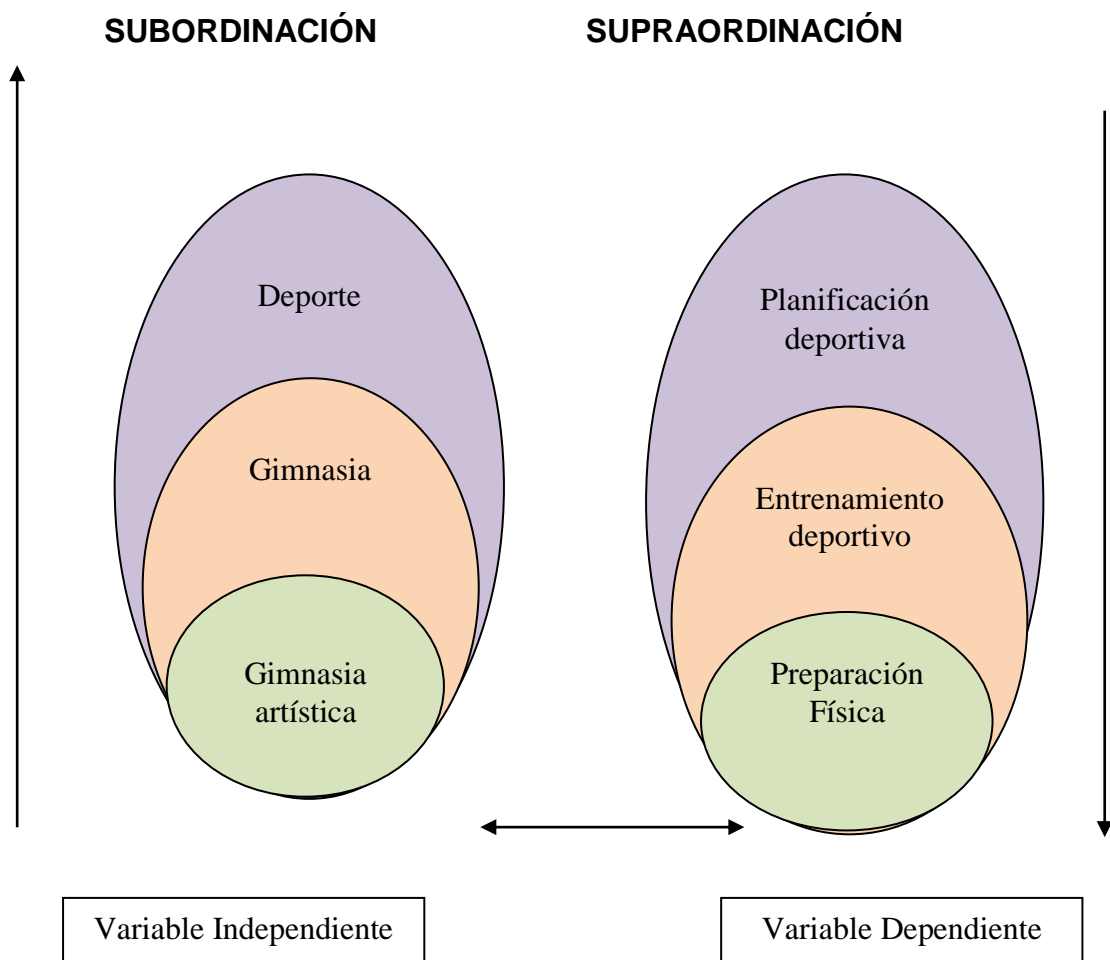 SUBORDINACIÓN
SUPRAORDINACIÓN
Deporte
Gimnasia
Gimnasia
artística
Planificación
deportiva
Entrenamiento
deportivo
Preparación
Física
Variable Independiente
Variable Dependiente